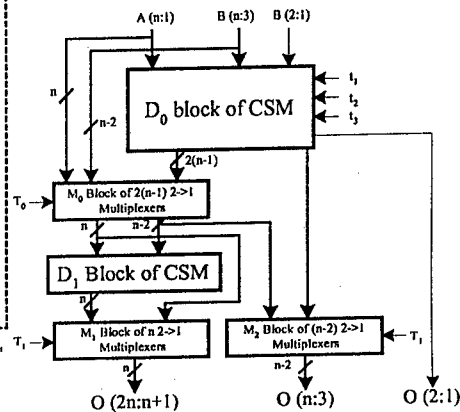 A (n:1) B (n:3) B (2:1)
n
n-2
D₀ block of CSM
t₁
t₂
t₃
2(n-1)
T₀
M₀ Block of 2(n-1) 2->1
Multiplexers
n
n-2
D₁ Block of CSM
n
T₁
M₁ Block of n 2->1
Multiplexers
M₂ Block of (n-2) 2->1
Multiplexers
T₁
n
n-2
O (2n:n+1)
O (n:3)
O (2:1)